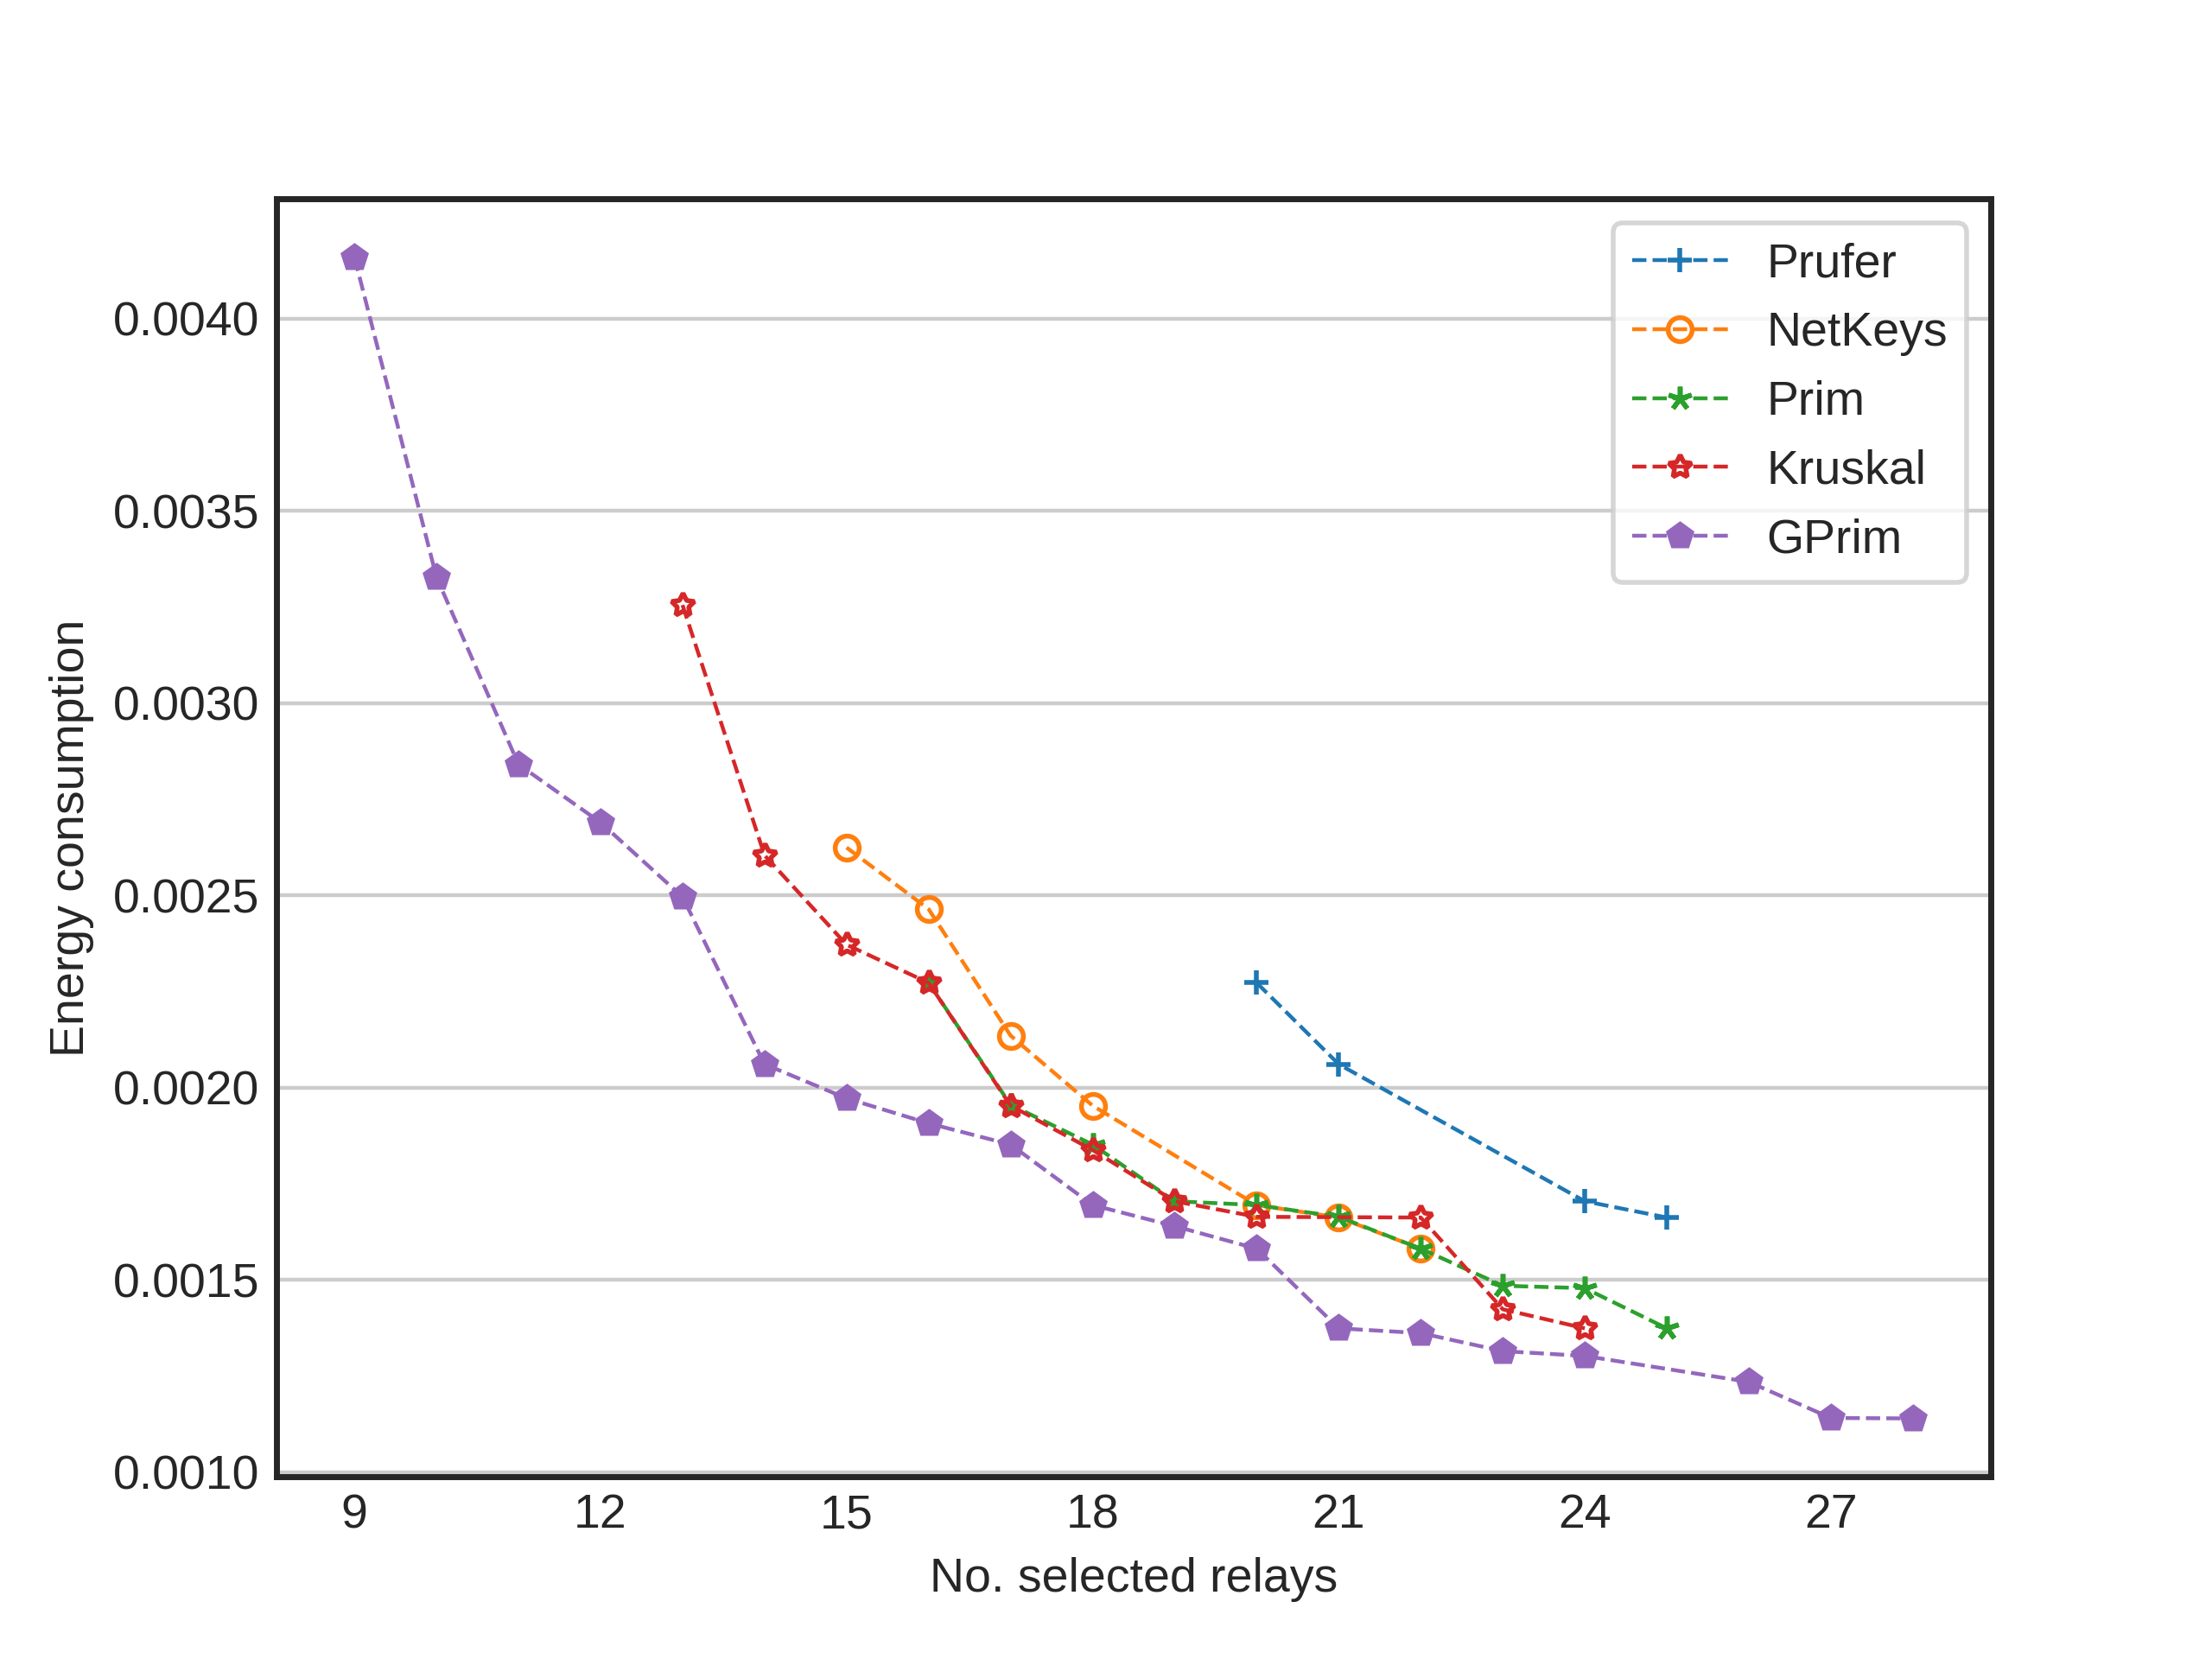 Prufer
NetKeys
Prim
Kruskal
GPrim
0.0040
0.0035
0.0030
0.0025
0.0020
0.0015
0.0010
Energy consumption
9 12 15 18 21 24 27
No. selected relays